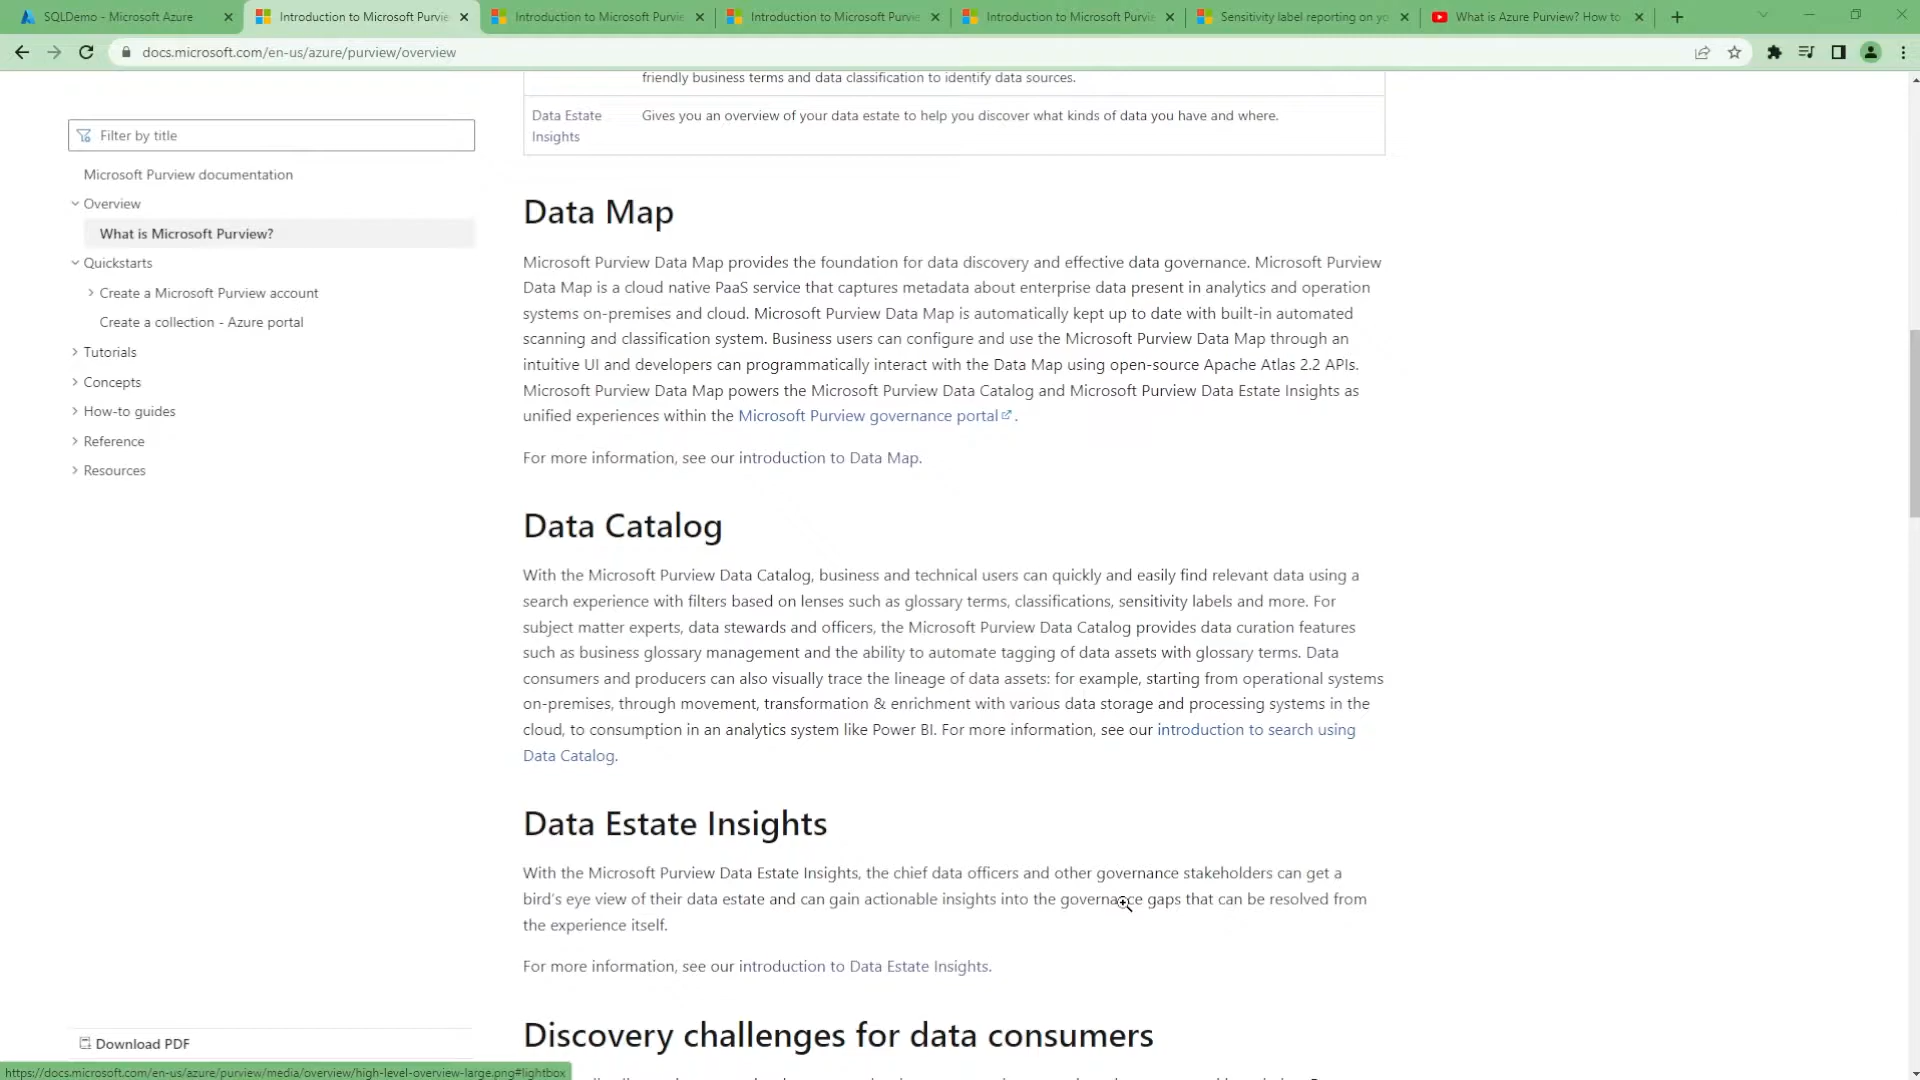 SQLDemo - Microsoft Azure
Introduction to Microsoft Purvie
Introduction to Microsoft Purvie
Introduction to Microsoft Purvie
Introduction to Microsoft Purvie
Sensitivity label reporting on yo
What is Azure Purview? How to
docs.microsoft.com/en-us/azure/purview/overview
Filter by title
Microsoft Purview documentation
Overview
What is Microsoft Purview?
Quickstarts
Create a Microsoft Purview account
Create a collection - Azure portal
Tutorials
Concepts
How-to guides
Reference
Resources
Download PDF
friendly business terms and data classification to identify data sources.
Data Estate
Insights
Gives you an overview of your data estate to help you discover what kinds of data you have and where.
Data Map
Microsoft Purview Data Map provides the foundation for data discovery and effective data governance. Microsoft Purview
Data Map is a cloud native PaaS service that captures metadata about enterprise data present in analytics and operation
systems on-premises and cloud. Microsoft Purview Data Map is automatically kept up to date with built-in automated
scanning and classification system. Business users can configure and use the Microsoft Purview Data Map through an
intuitive UI and developers can programmatically interact with the Data Map using open-source Apache Atlas 2.2 APIs.
Microsoft Purview Data Map powers the Microsoft Purview Data Catalog and Microsoft Purview Data Estate Insights as
unified experiences within the Microsoft Purview governance portal.
For more information, see our introduction to Data Map.
Data Catalog
With the Microsoft Purview Data Catalog, business and technical users can quickly and easily find relevant data using a
search experience with filters based on lenses such as glossary terms, classifications, sensitivity labels and more. For
subject matter experts, data stewards and officers, the Microsoft Purview Data Catalog provides data curation features
such as business glossary management and the ability to automate tagging of data assets with glossary terms. Data
consumers and producers can also visually trace the lineage of data assets: for example, starting from operational systems
on-premises, through movement, transformation & enrichment with various data storage and processing systems in the
cloud, to consumption in an analytics system like Power BI. For more information, see our introduction to search using
Data Catalog.
Data Estate Insights
With the Microsoft Purview Data Estate Insights, the chief data officers and other governance stakeholders can get a
bird's eye view of their data estate and can gain actionable insights into the governance gaps that can be resolved from
the experience itself.
For more information, see our introduction to Data Estate Insights.
Discovery challenges for data consumers
https://docs.microsoft.com/en-us/azure/purview/media/overview/high-level-overview-large.png#lightbox